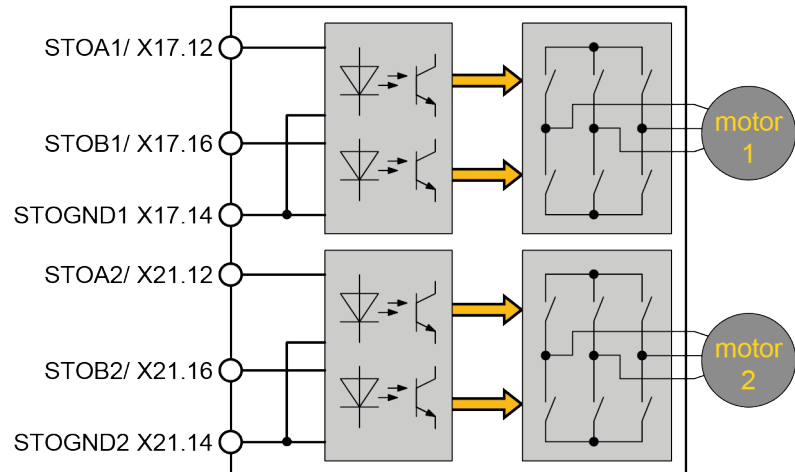 STOA1/ X17.12
STOB1/ X17.16
STOGND1 X17.14
motor
1
STOA2/ X21.12
STOB2/ X21.16
STOGND2 X21.14
motor
2